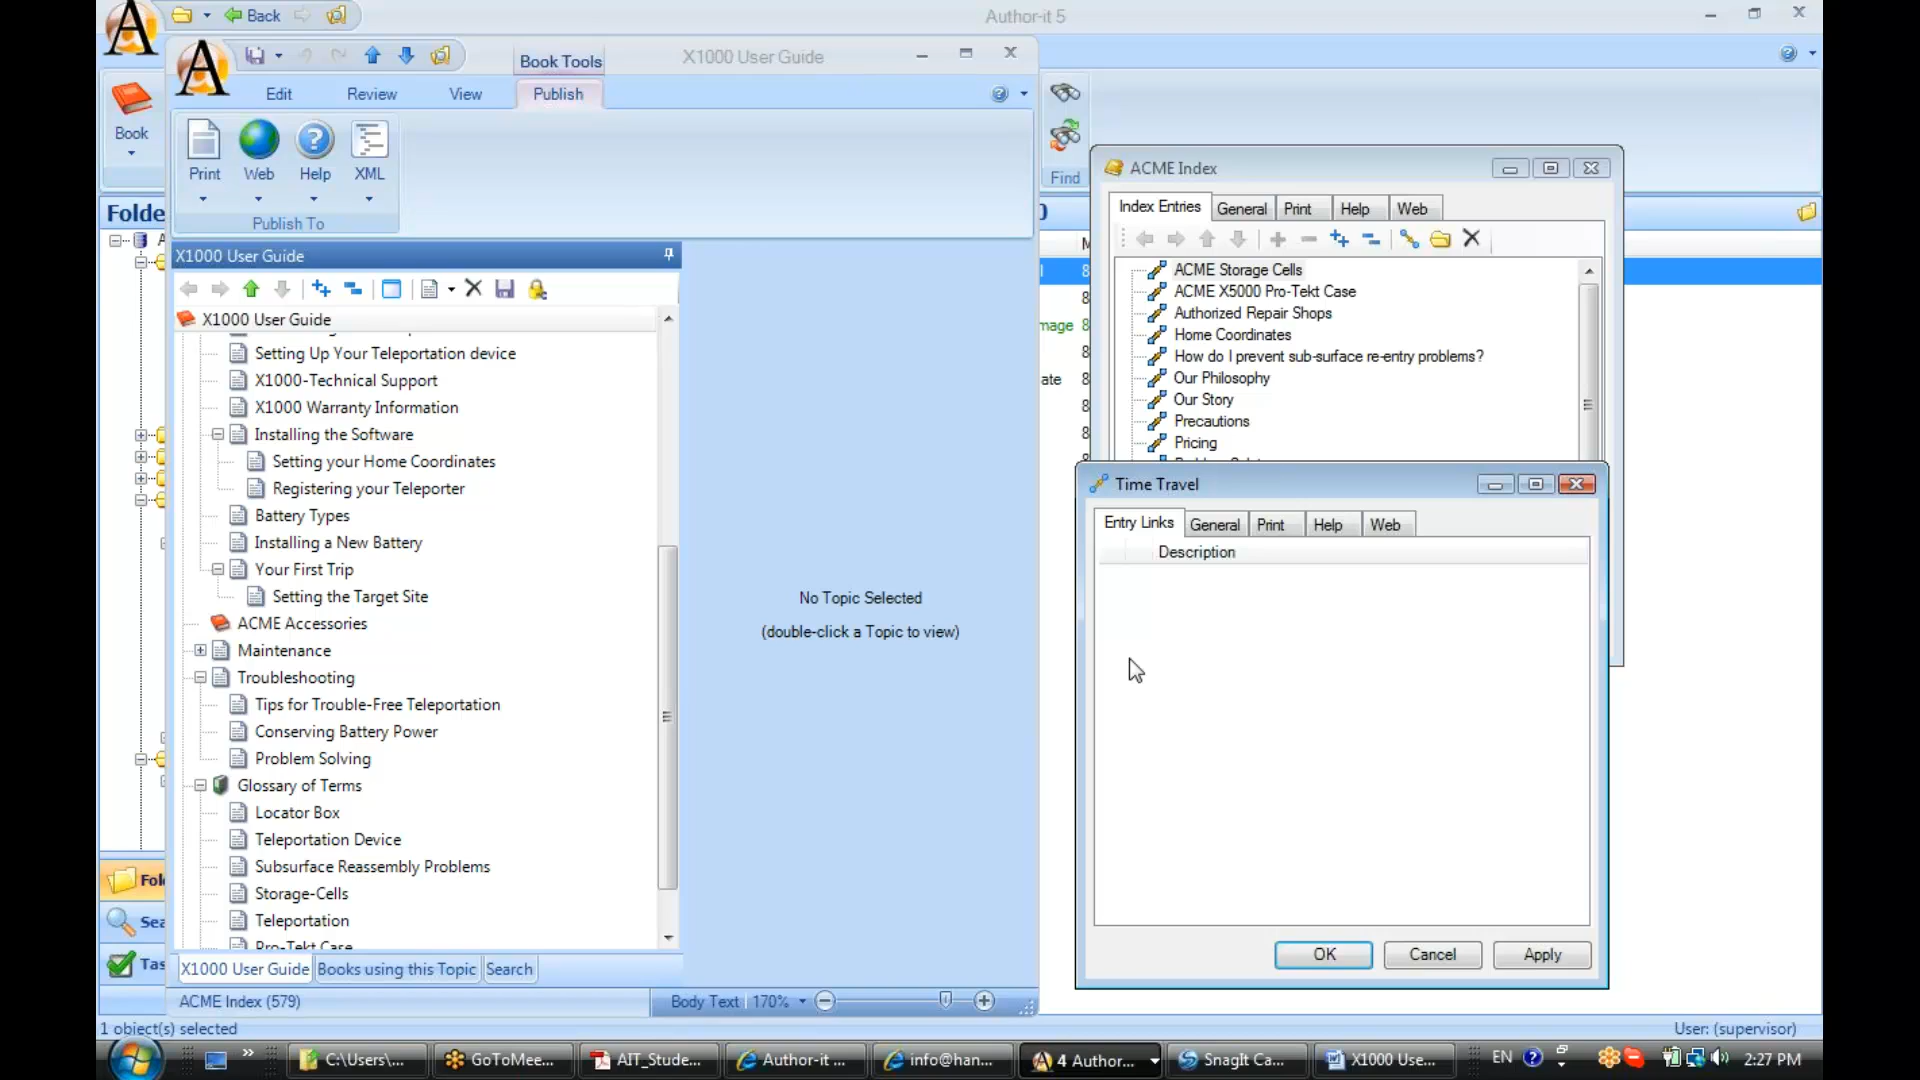 Back
Author-it 5
Book Tools
X1000 User Guide
Edit
Review
View
Publish
Book
Print
Web
Help
XML
Publish To
Find
X1000 User Guide
X1000 User Guide
Setting Up Your Teleportation device
X1000-Technical Support
X1000 Warranty Information
Installing the Software
Setting your Home Coordinates
Registering your Teleporter
Battery Types
Installing a New Battery
Your First Trip
Setting the Target Site
ACME Accessories
Maintenance
Troubleshooting
Tips for Trouble-Free Teleportation
Conserving Battery Power
Problem Solving
Glossary of Terms
Locator Box
Teleportation Device
Subsurface Reassembly Problems
Storage-Cells
Teleportation
Pro-Tekt Case
X1000 User Guide
Books using this Topic
Search
ACME Index (579)
Body Text
170%
No Topic Selected
(double-click a Topic to view)
ACME Index
Index Entries
General
Print
Help
Web
ACME Storage Cells
ACME X5000 Pro-Tekt Case
Authorized Repair Shops
Home Coordinates
How do I prevent sub-surface re-entry problems?
Our Philosophy
Our Story
Precautions
Pricing
Time Travel
Entry Links
General
Print
Help
Web
Description
OK
Cancel
Apply
Folde
Fol
Sea
Tas
1 object(s) selected
User: (supervisor)
C:\Users\...
GoToMee...
AIT_Stude...
Author-it ...
info@han...
4 Author...
SnagIt Ca...
X1000 Use...
EN
2:27 PM